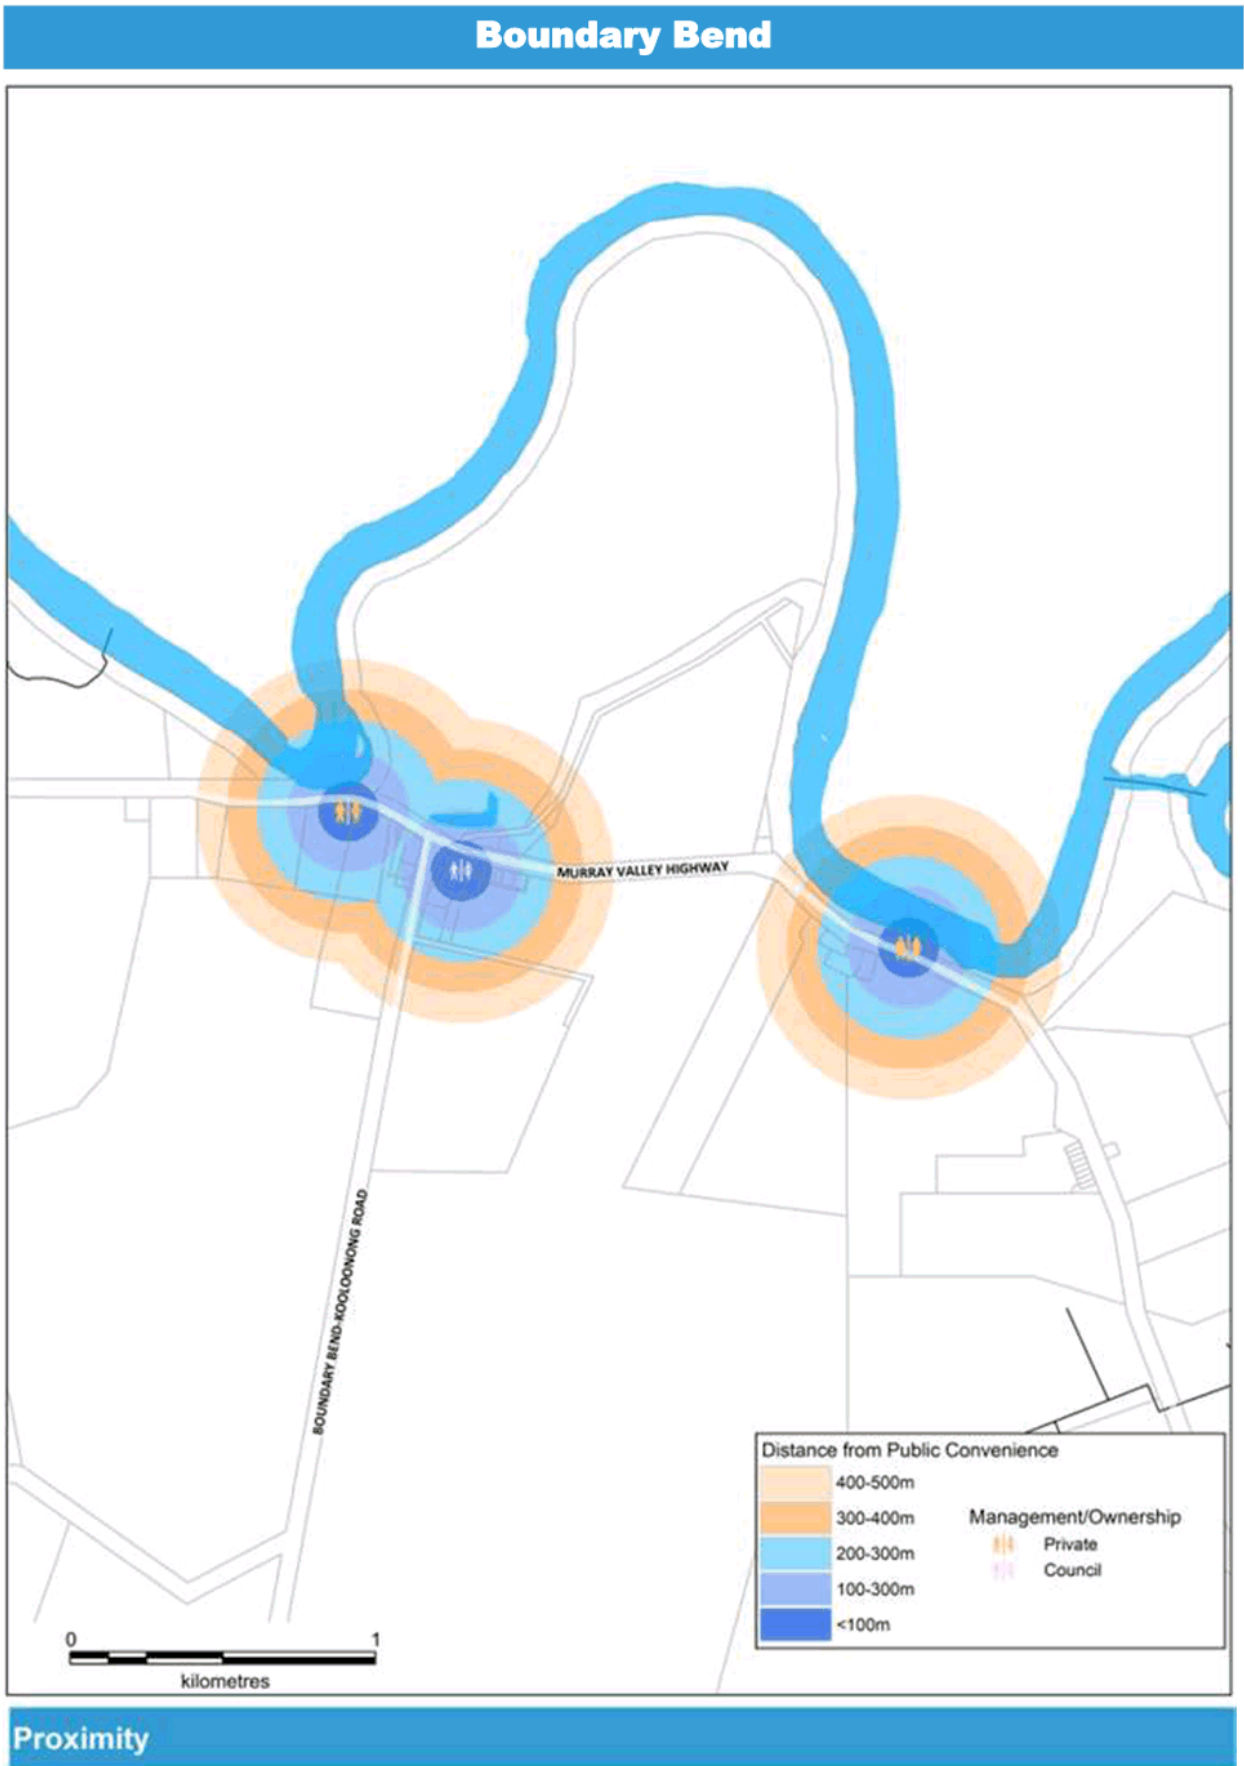 Boundary Bend
MURRAY VALLEY HIGHWAY
BOUNDARY BEND-KOOLOONONG ROAD
Distance from Public Convenience
400-500m
300-400m
200-300m
100-300m
<100m
Management/Ownership
Private
Council
0 1
kilometres
Proximity